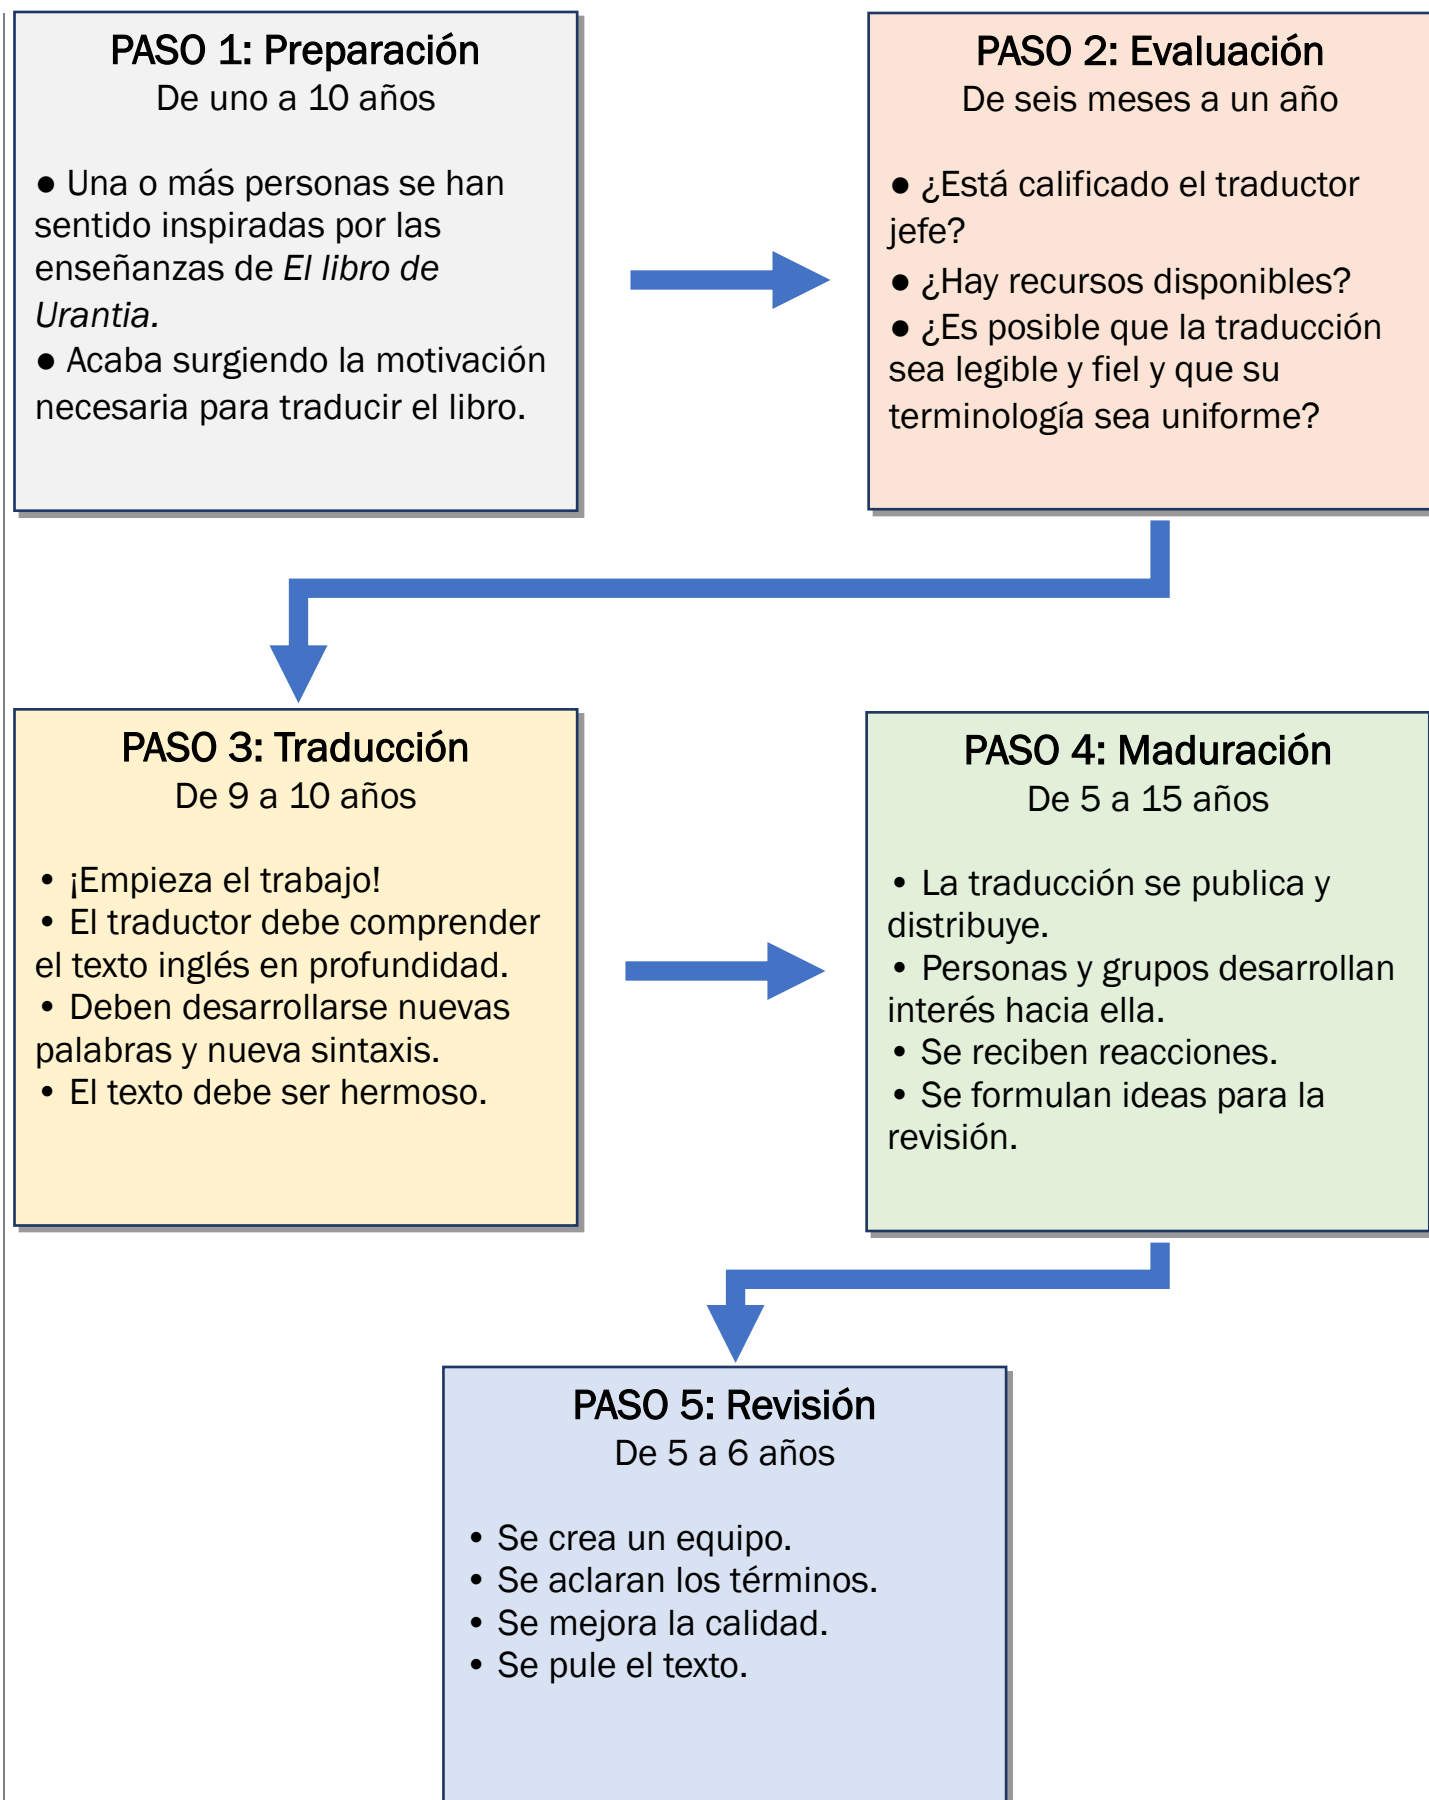 PASO 1: Preparación
De uno a 10 años
● Una o más personas se han
sentido inspiradas por las
enseñanzas de El libro de
Urantia.
● Acaba surgiendo la motivación
necesaria para traducir el libro.
PASO 2: Evaluación
De seis meses a un año
● ¿Está calificado el traductor
jefe?
● ¿Hay recursos disponibles?
● ¿Es posible que la traducción
sea legible y fiel y que su
terminología sea uniforme?
PASO 3: Traducción
De 9 a 10 años
• ¡Empieza el trabajo!
• El traductor debe comprender
el texto inglés en profundidad.
• Deben desarrollarse nuevas
palabras y nueva sintaxis.
• El texto debe ser hermoso.
PASO 4: Maduración
De 5 a 15 años
• La traducción se publica y
distribuye.
• Personas y grupos desarrollan
interés hacia ella.
• Se reciben reacciones.
• Se formulan ideas para la
revisión.
PASO 5: Revisión
De 5 a 6 años
• Se crea un equipo.
• Se aclaran los términos.
• Se mejora la calidad.
• Se pule el texto.